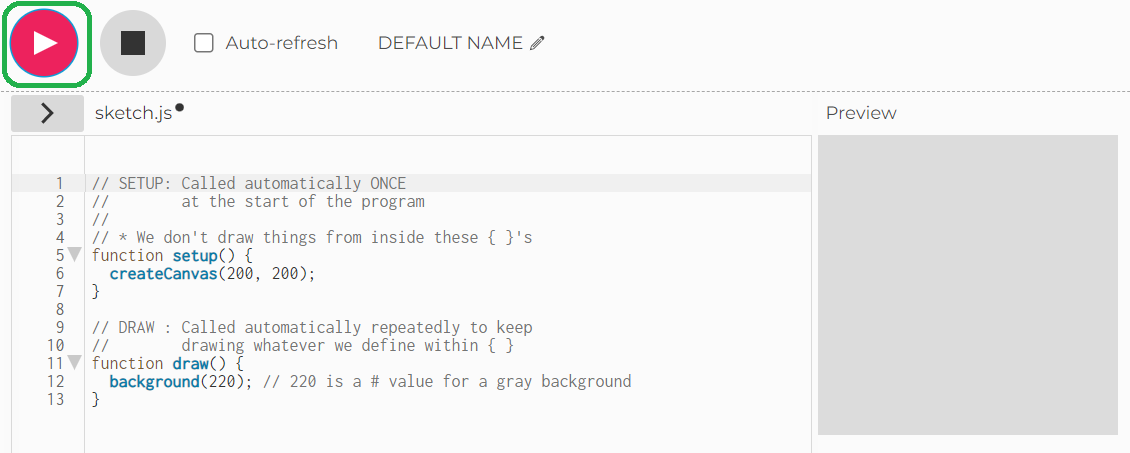 Auto-refresh
DEFAULT NAME
sketch.js
Preview
1 // SETUP: Called automatically ONCE
2 //        at the start of the program
3 //
4 // * We don't draw things from inside these { }'s
5 function setup() {
6   createCanvas(200, 200);
7 }
8
9 // DRAW : Called automatically repeatedly to keep
10 //        drawing whatever we define within { }
11 function draw() {
12   background(220); // 220 is a # value for a gray background
13 }